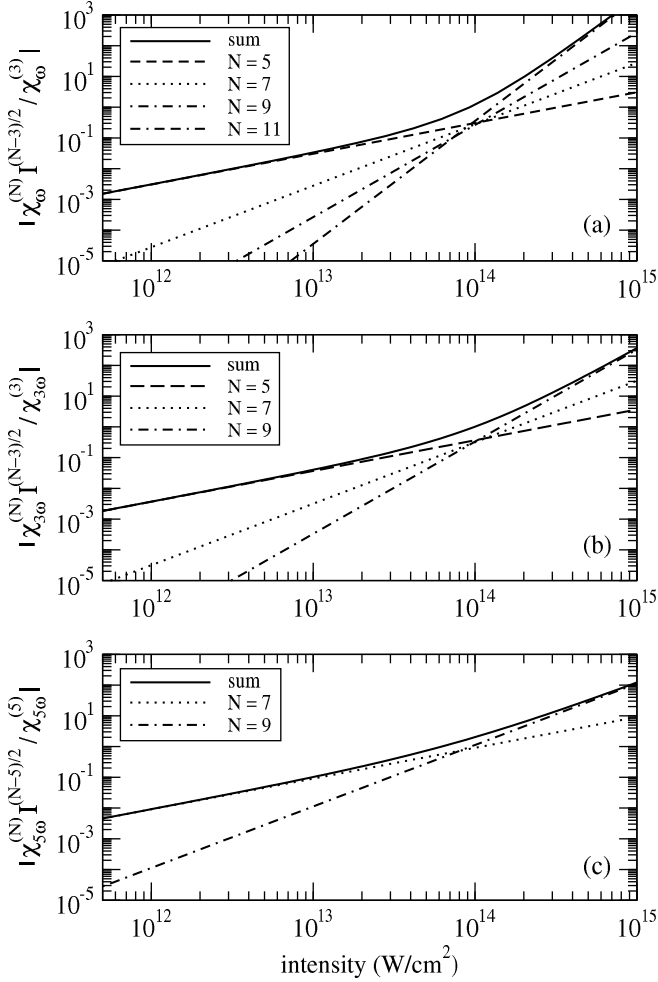 10^3
10^1
10^-1
10^-3
10^-5
|χ_ω^(N) I^(N-3)/2 / χ_ω^(3)|
sum
N = 5
N = 7
N = 9
N = 11
(a)
10^12 10^13 10^14 10^15
10^3
10^1
10^-1
10^-3
10^-5
|χ_3ω^(N) I^(N-3)/2 / χ_3ω^(3)|
sum
N = 5
N = 7
N = 9
(b)
10^12 10^13 10^14 10^15
10^3
10^1
10^-1
10^-3
10^-5
|χ_5ω^(N) I^(N-5)/2 / χ_5ω^(5)|
sum
N = 7
N = 9
(c)
10^12 10^13 10^14 10^15
intensity (W/cm^2)